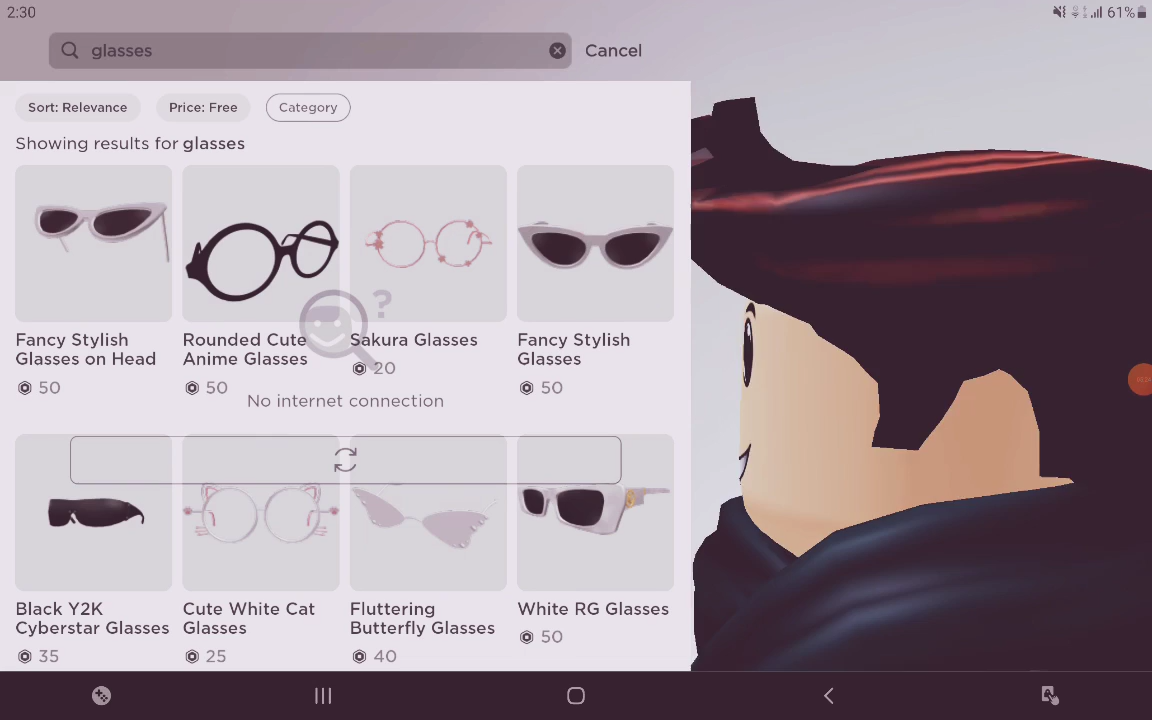 2:30
61%
glasses
Cancel
Sort: Relevance
Price: Free
Category
Showing results for glasses
?
Fancy Stylish
Glasses on Head
50
Rounded Cute
Anime Glasses
50
Sakura Glasses
20
Fancy Stylish
Glasses
50
No internet connection
Black Y2K
Cyberstar Glasses
35
Cute White Cat
Glasses
25
Fluttering
Butterfly Glasses
40
White RG Glasses
50